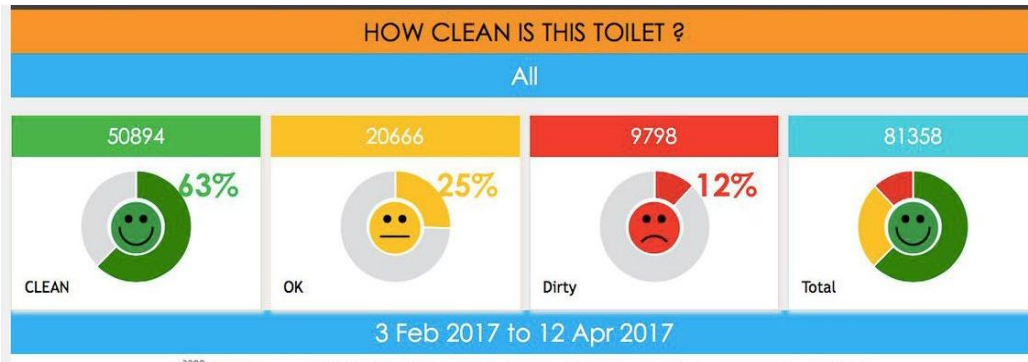 HOW CLEAN IS THIS TOILET ?
All
50894 20666 9798 81358
63% 25% 12%
CLEAN OK Dirty Total
3 Feb 2017 to 12 Apr 2017